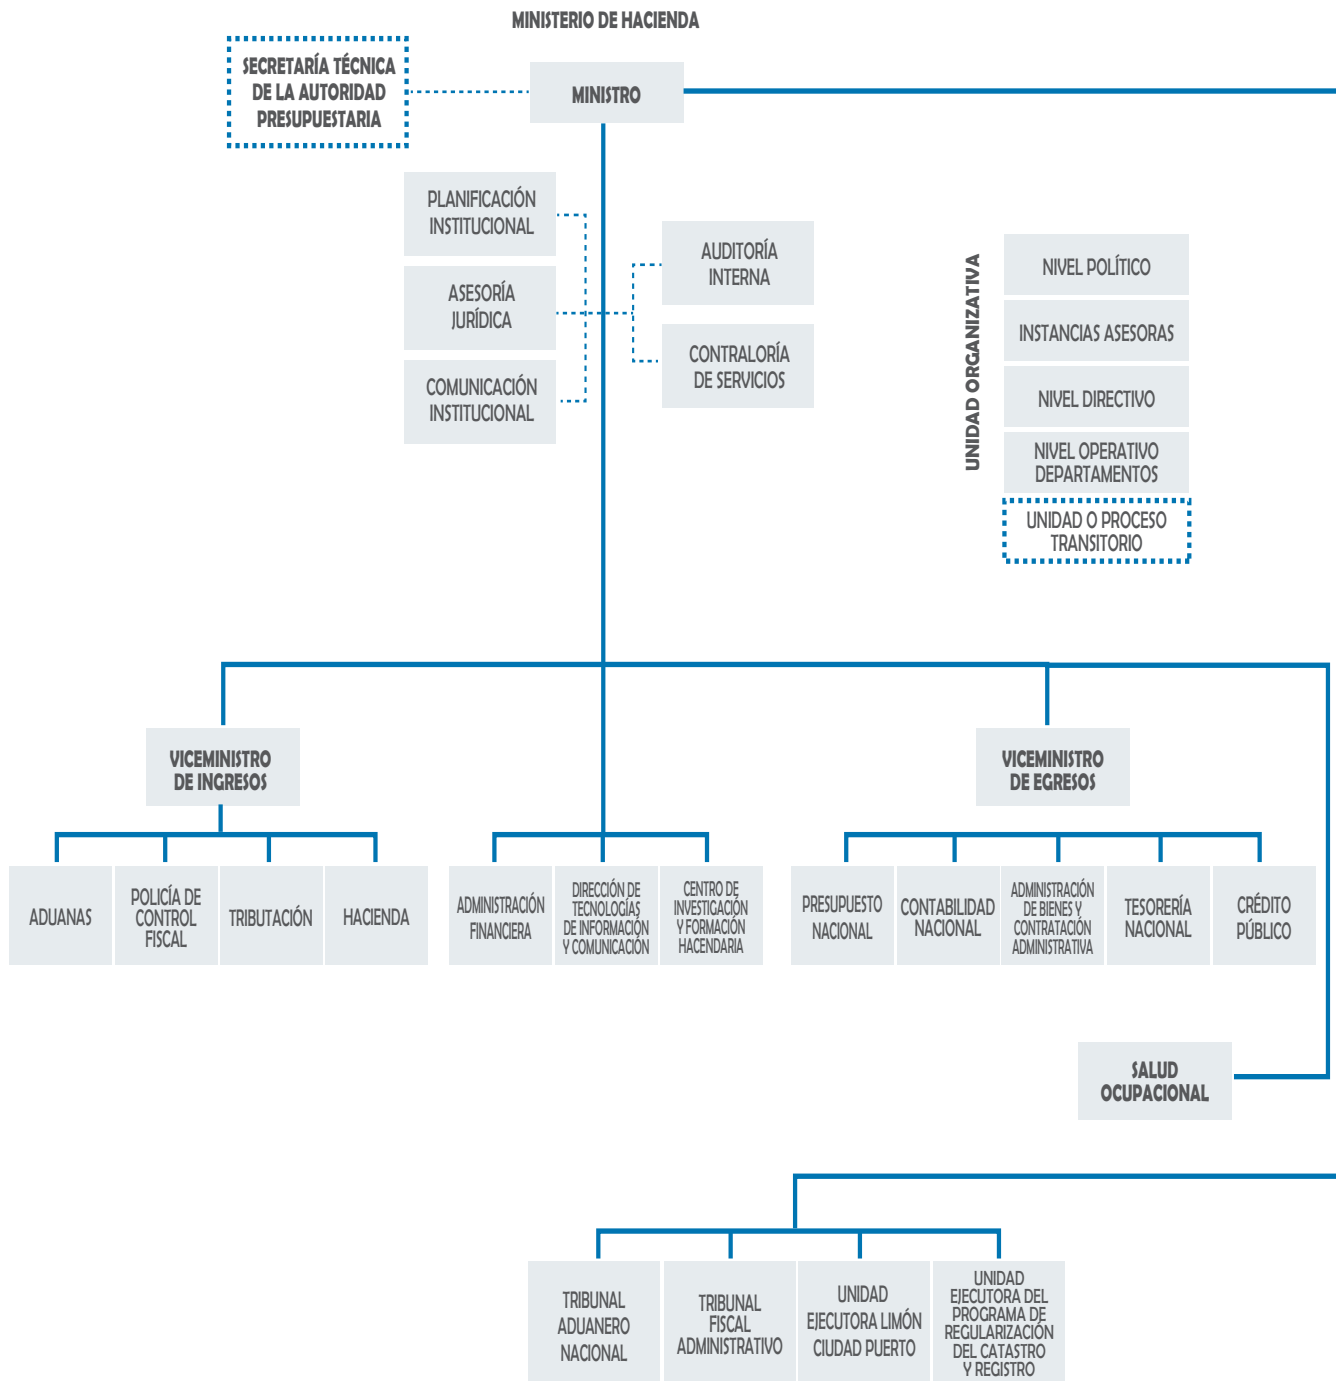 MINISTERIO DE HACIENDA
SECRETARÍA TÉCNICA
DE LA AUTORIDAD
PRESUPUESTARIA
MINISTRO
PLANIFICACIÓN
INSTITUCIONAL
ASESORÍA
JURÍDICA
COMUNICACIÓN
INSTITUCIONAL
AUDITORÍA
INTERNA
CONTRALORÍA
DE SERVICIOS
UNIDAD ORGANIZATIVA
NIVEL POLÍTICO
INSTANCIAS ASESORAS
NIVEL DIRECTIVO
NIVEL OPERATIVO
DEPARTAMENTOS
UNIDAD O PROCESO
TRANSITORIO
VICEMINISTRO
DE INGRESOS
VICEMINISTRO
DE EGRESOS
ADUANAS
POLICÍA DE
CONTROL
FISCAL
TRIBUTACIÓN
HACIENDA
ADMINISTRACIÓN
FINANCIERA
DIRECCIÓN DE
TECNOLOGÍAS
DE INFORMACIÓN
Y COMUNICACIÓN
CENTRO DE
INVESTIGACIÓN
Y FORMACIÓN
HACENDARIA
PRESUPUESTO
NACIONAL
CONTABILIDAD
NACIONAL
ADMINISTRACIÓN
DE BIENES Y
CONTRATACIÓN
ADMINISTRATIVA
TESORERÍA
NACIONAL
CRÉDITO
PÚBLICO
SALUD
OCUPACIONAL
TRIBUNAL
ADUANERO
NACIONAL
TRIBUNAL
FISCAL
ADMINISTRATIVO
UNIDAD
EJECUTORA LIMÓN
CIUDAD PUERTO
UNIDAD
EJECUTORA DEL
PROGRAMA DE
REGULARIZACIÓN
DEL CATASTRO
Y REGISTRO